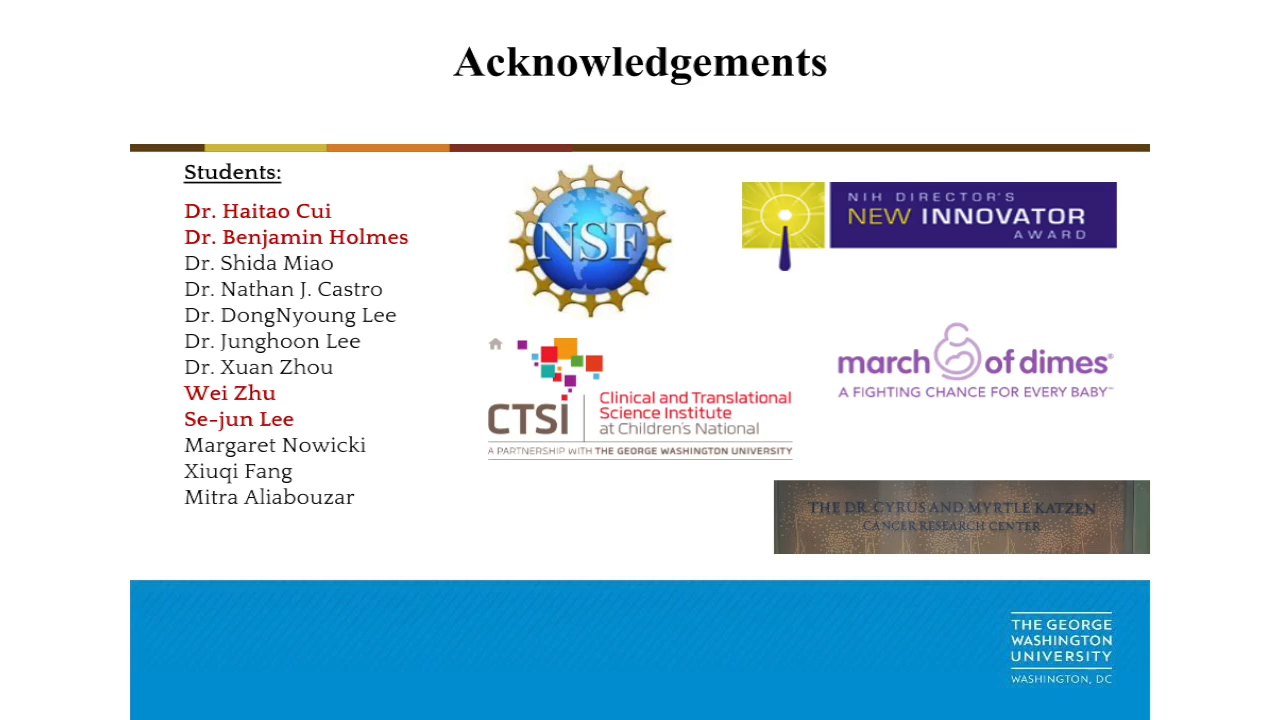 Acknowledgements
Students:
Dr. Haitao Cui
Dr. Benjamin Holmes
Dr. Shida Miao
Dr. Nathan J. Castro
Dr. DongNyoung Lee
Dr. Junghoon Lee
Dr. Xuan Zhou
Wei Zhu
Se-jun Lee
Margaret Nowicki
Xiuqi Fang
Mitra Aliabouzar
NSF
NIH DIRECTOR'S
NEW INNOVATOR
AWARD
CTSI
Clinical and Translational
Science Institute
at Children's National
A PARTNERSHIP WITH THE GEORGE WASHINGTON UNIVERSITY
march of dimes®
A FIGHTING CHANCE FOR EVERY BABY™
THE DR. CYRUS AND MYRTLE KATZEN
CANCER RESEARCH CENTER
THE GEORGE
WASHINGTON
UNIVERSITY
WASHINGTON, DC